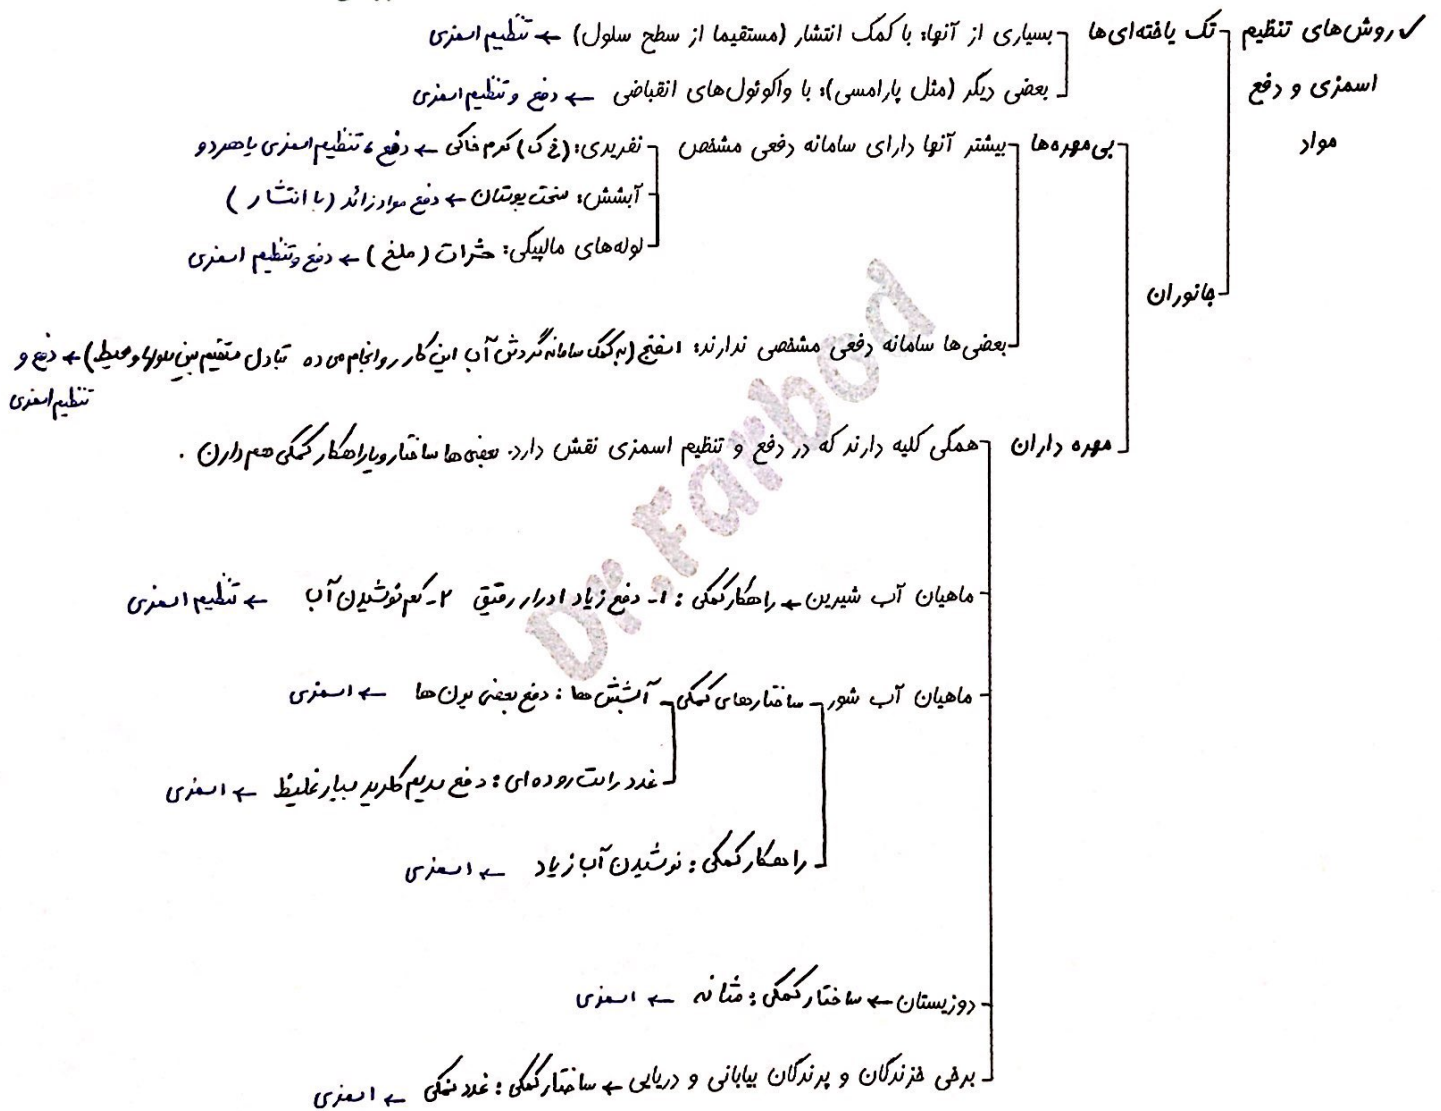 ✓ روش‌های تنظیم اسمزی و دفع مواد
تک یاخته‌ای‌ها
بسیاری از آنها: با کمک انتشار (مستقیما از سطح سلول) ← تنظیم اسمزی
بعضی دیگر (مثل پارامسی): با واکوئول‌های انقباضی ← دفع و تنظیم اسمزی
جانوران
بی‌مهره‌ها
بیشتر آنها دارای سامانه دفعی مشخص
نفریدی: (خ ک) کرم خاکی ← دفع، تنظیم اسمزی یا هر دو
آبشش: سخت پوستان ← دفع مواد زائد (با انتشار)
لوله‌های مالپیگی: حشرات (ملخ) ← دفع و تنظیم اسمزی
بعضی‌ها سامانه دفعی مشخصی ندارند: اسفنج (به کمک سامانه گردش آب این کار رو انجام می ده تبادل مستقیم بین سلولها و محیط) ← دفع و
تنظیم اسمزی
مهره داران
همگی کلیه دارند که در دفع و تنظیم اسمزی نقش دارد. بعضی ها ساختار و یا راهکار کمکی هم دارن.
ماهیان آب شیرین ← راهکار کمکی: ۱- دفع زیاد ادرار رقیق ۲- کم نوشیدن آب ← تنظیم اسمزی
ماهیان آب شور
ساختارهای کمکی
آبشش ها: دفع بعضی یون ها ← اسمزی
غدد راست روده ای: دفع سدیم کلرید بسیار غلیظ ← اسمزی
راهکار کمکی: نوشیدن آب زیاد ← اسمزی
دوزیستان ← ساختار کمکی: مثانه ← اسمزی
برخی خزندگان و پرندگان بیابانی و دریایی ← ساختار کمکی: غدد نمکی ← اسمزی
Dr.Farbod